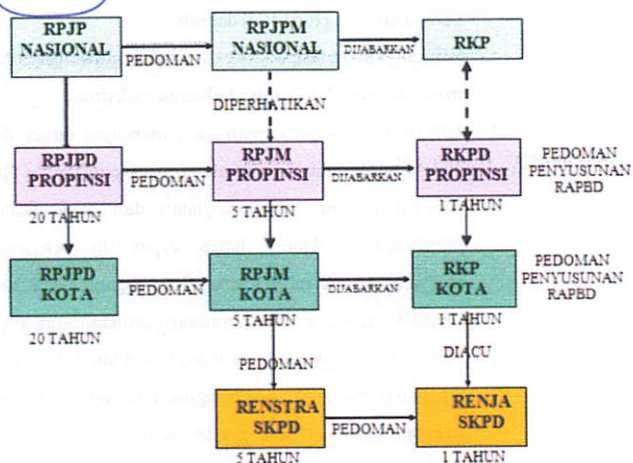 RPJP
NASIONAL
PEDOMAN
RPJPM
NASIONAL
DIJABARKAN
RKP
DIPERHATIKAN
RPJPD
PROPINSI
20 TAHUN
PEDOMAN
RPJM
PROPINSI
5 TAHUN
DIJABARKAN
RKPD
PROPINSI
1 TAHUN
PEDOMAN
PENYUSUNAN
RAPBD
RPJPD
KOTA
20 TAHUN
PEDOMAN
RPJM
KOTA
5 TAHUN
DIJABARKAN
RKP
KOTA
1 TAHUN
PEDOMAN
PENYUSUNAN
RAPBD
PEDOMAN
DIACU
RENSTRA
SKPD
5 TAHUN
PEDOMAN
RENJA
SKPD
1 TAHUN